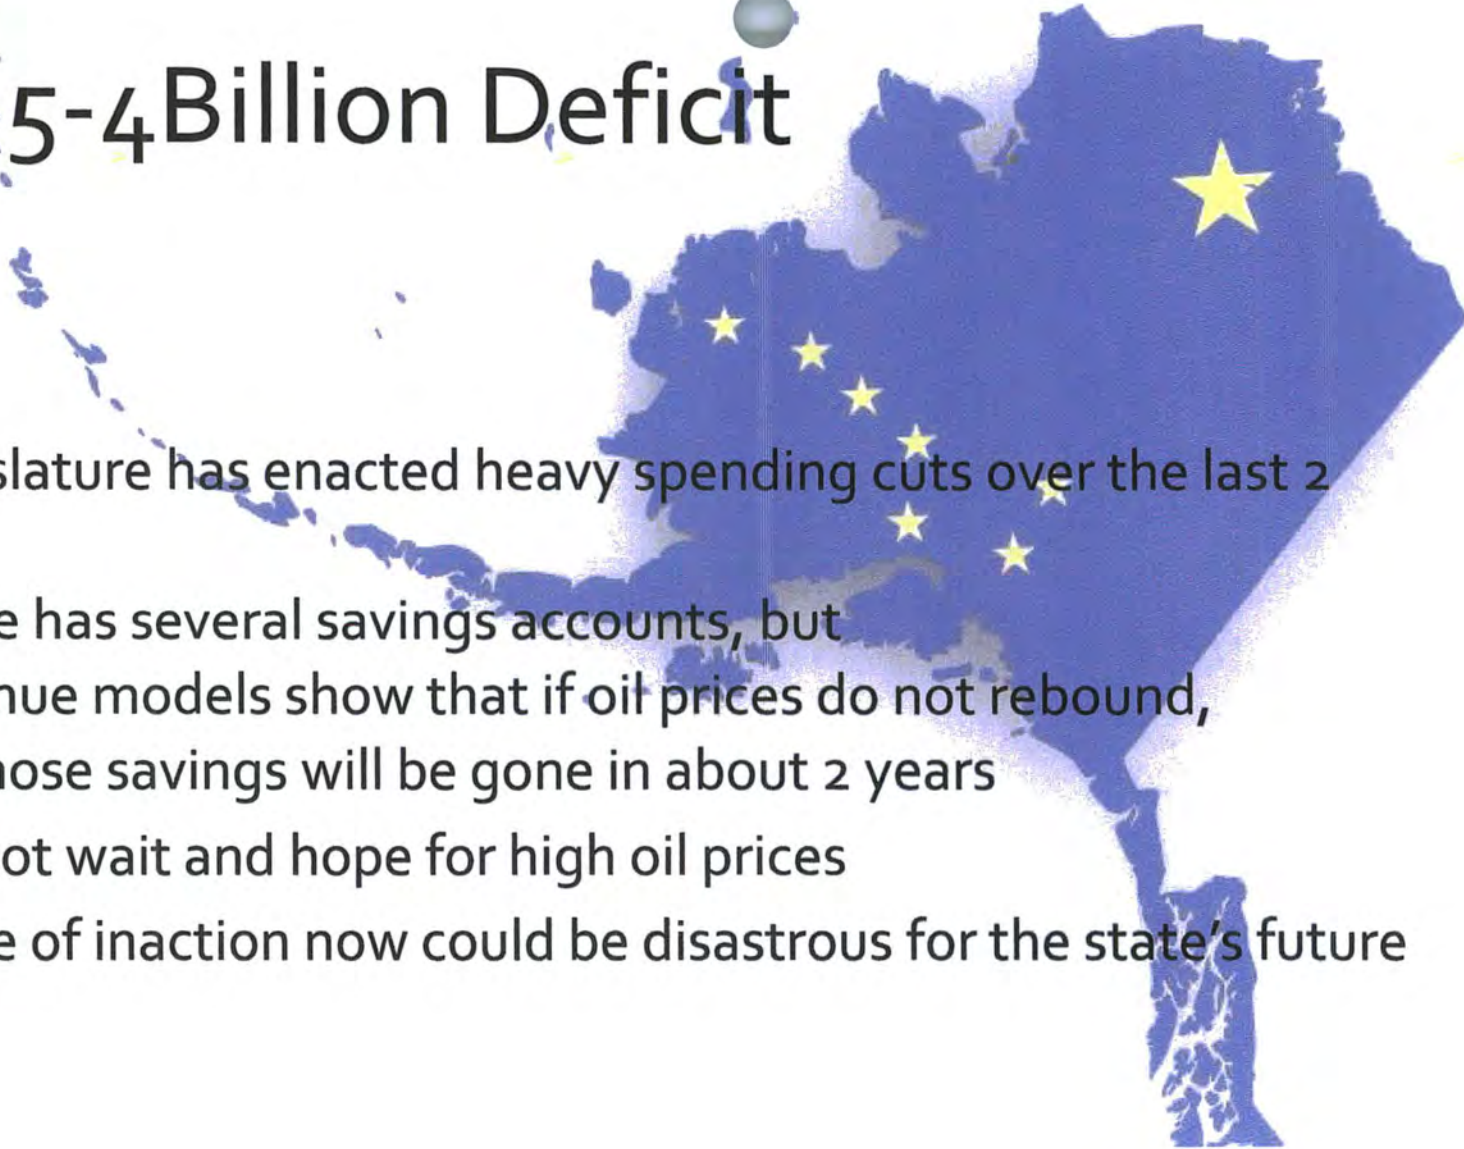 5-4Billion Deficit
slature has enacted heavy spending cuts over the last 2
e has several savings accounts, but
nue models show that if oil prices do not rebound,
hose savings will be gone in about 2 years
ot wait and hope for high oil prices
e of inaction now could be disastrous for the state's future